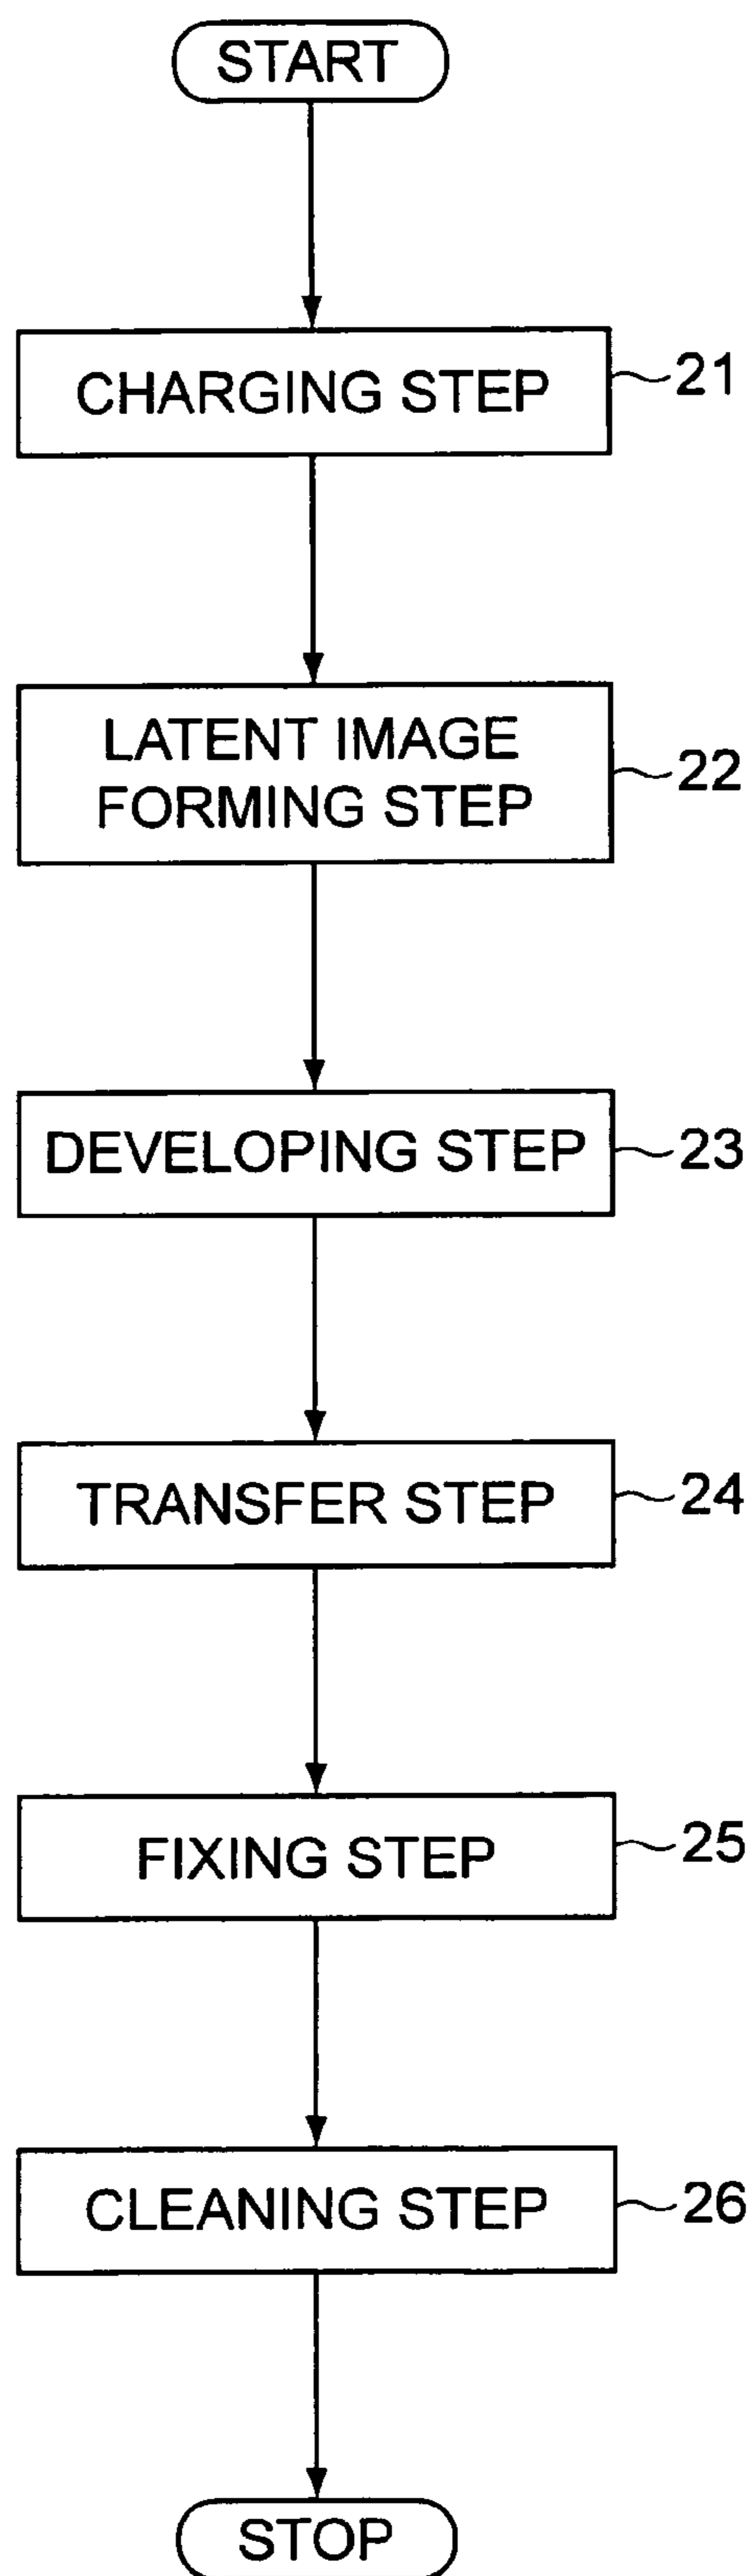 START
CHARGING STEP
21
LATENT IMAGE
FORMING STEP
22
DEVELOPING STEP
23
TRANSFER STEP
24
FIXING STEP
25
CLEANING STEP
26
STOP